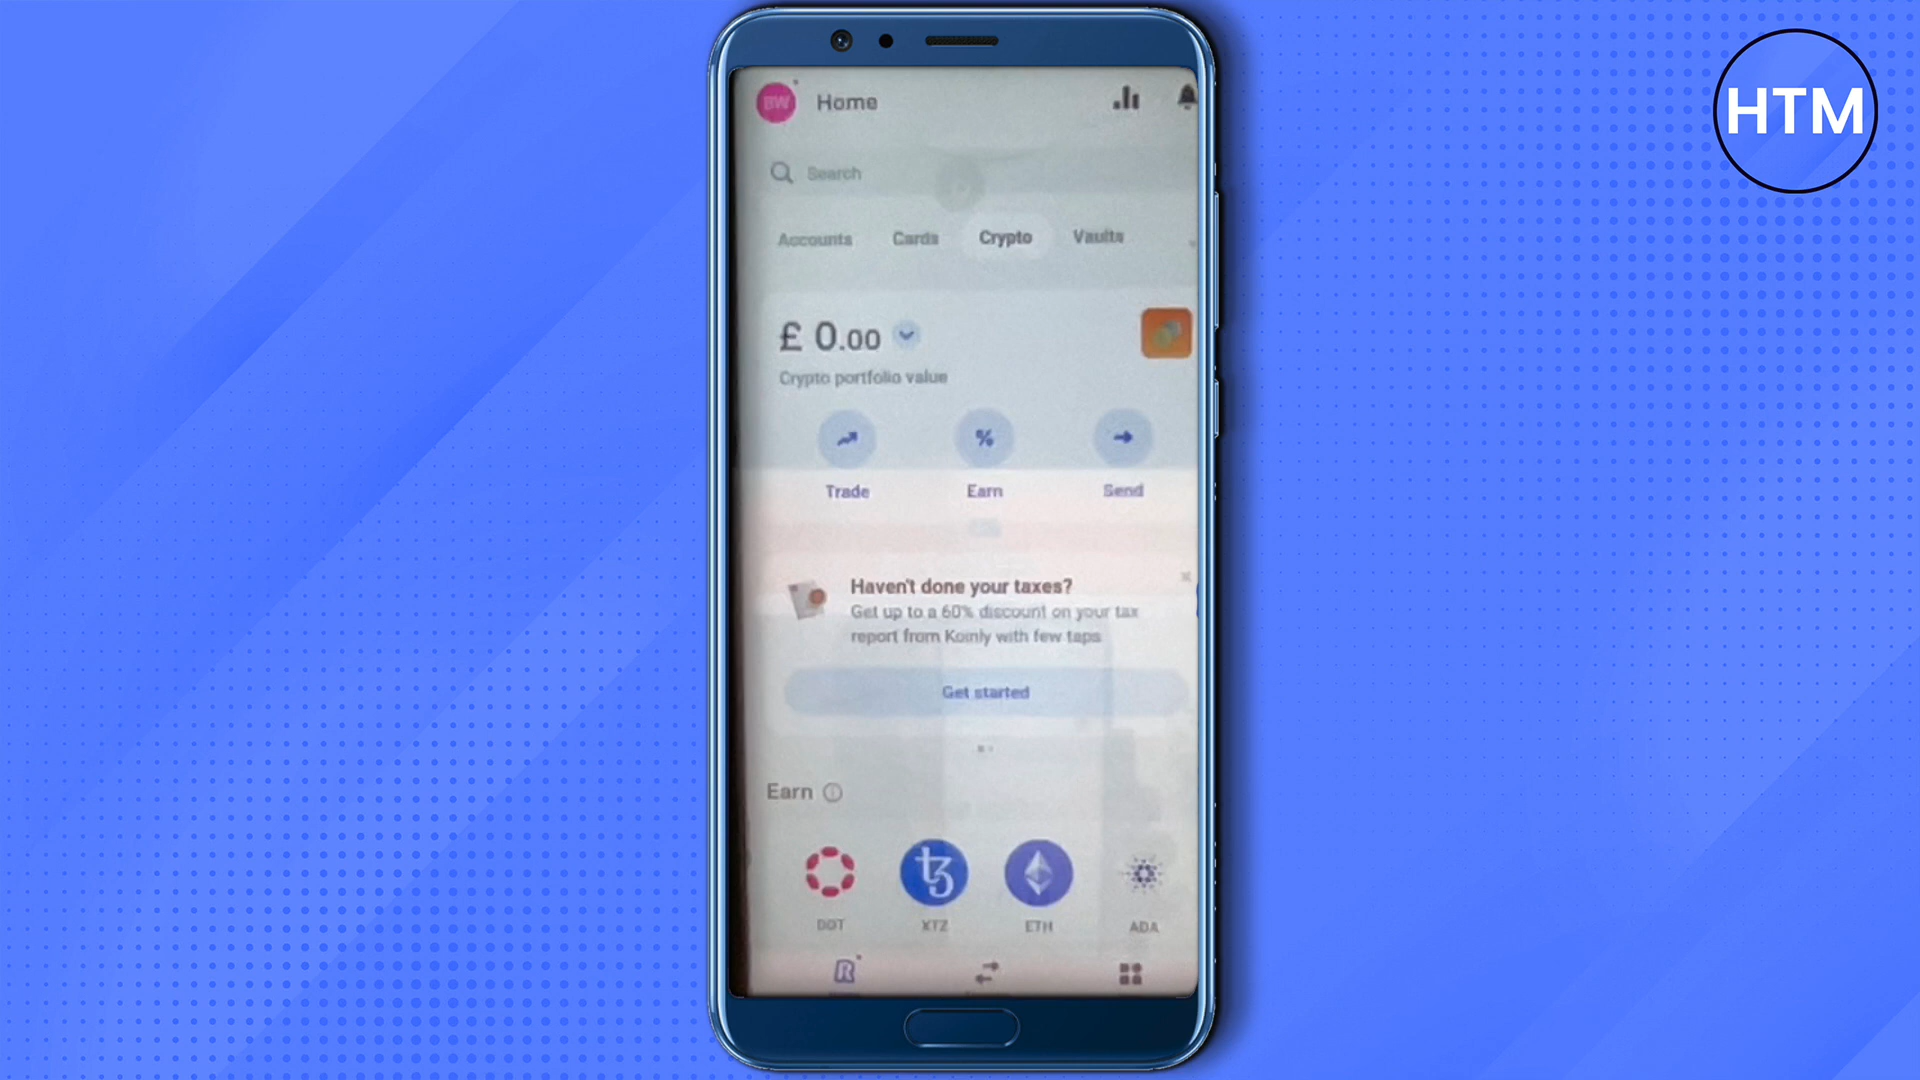 HTM
BW
Home
Search
Accounts Cards Crypto Vaults
£ 0.00
Crypto portfolio value
%
Trade Earn Send
Haven't done your taxes?
Get up to a 60% discount on your tax
report from Koinly with few taps
Get started
Earn
DOT XTZ ETH ADA